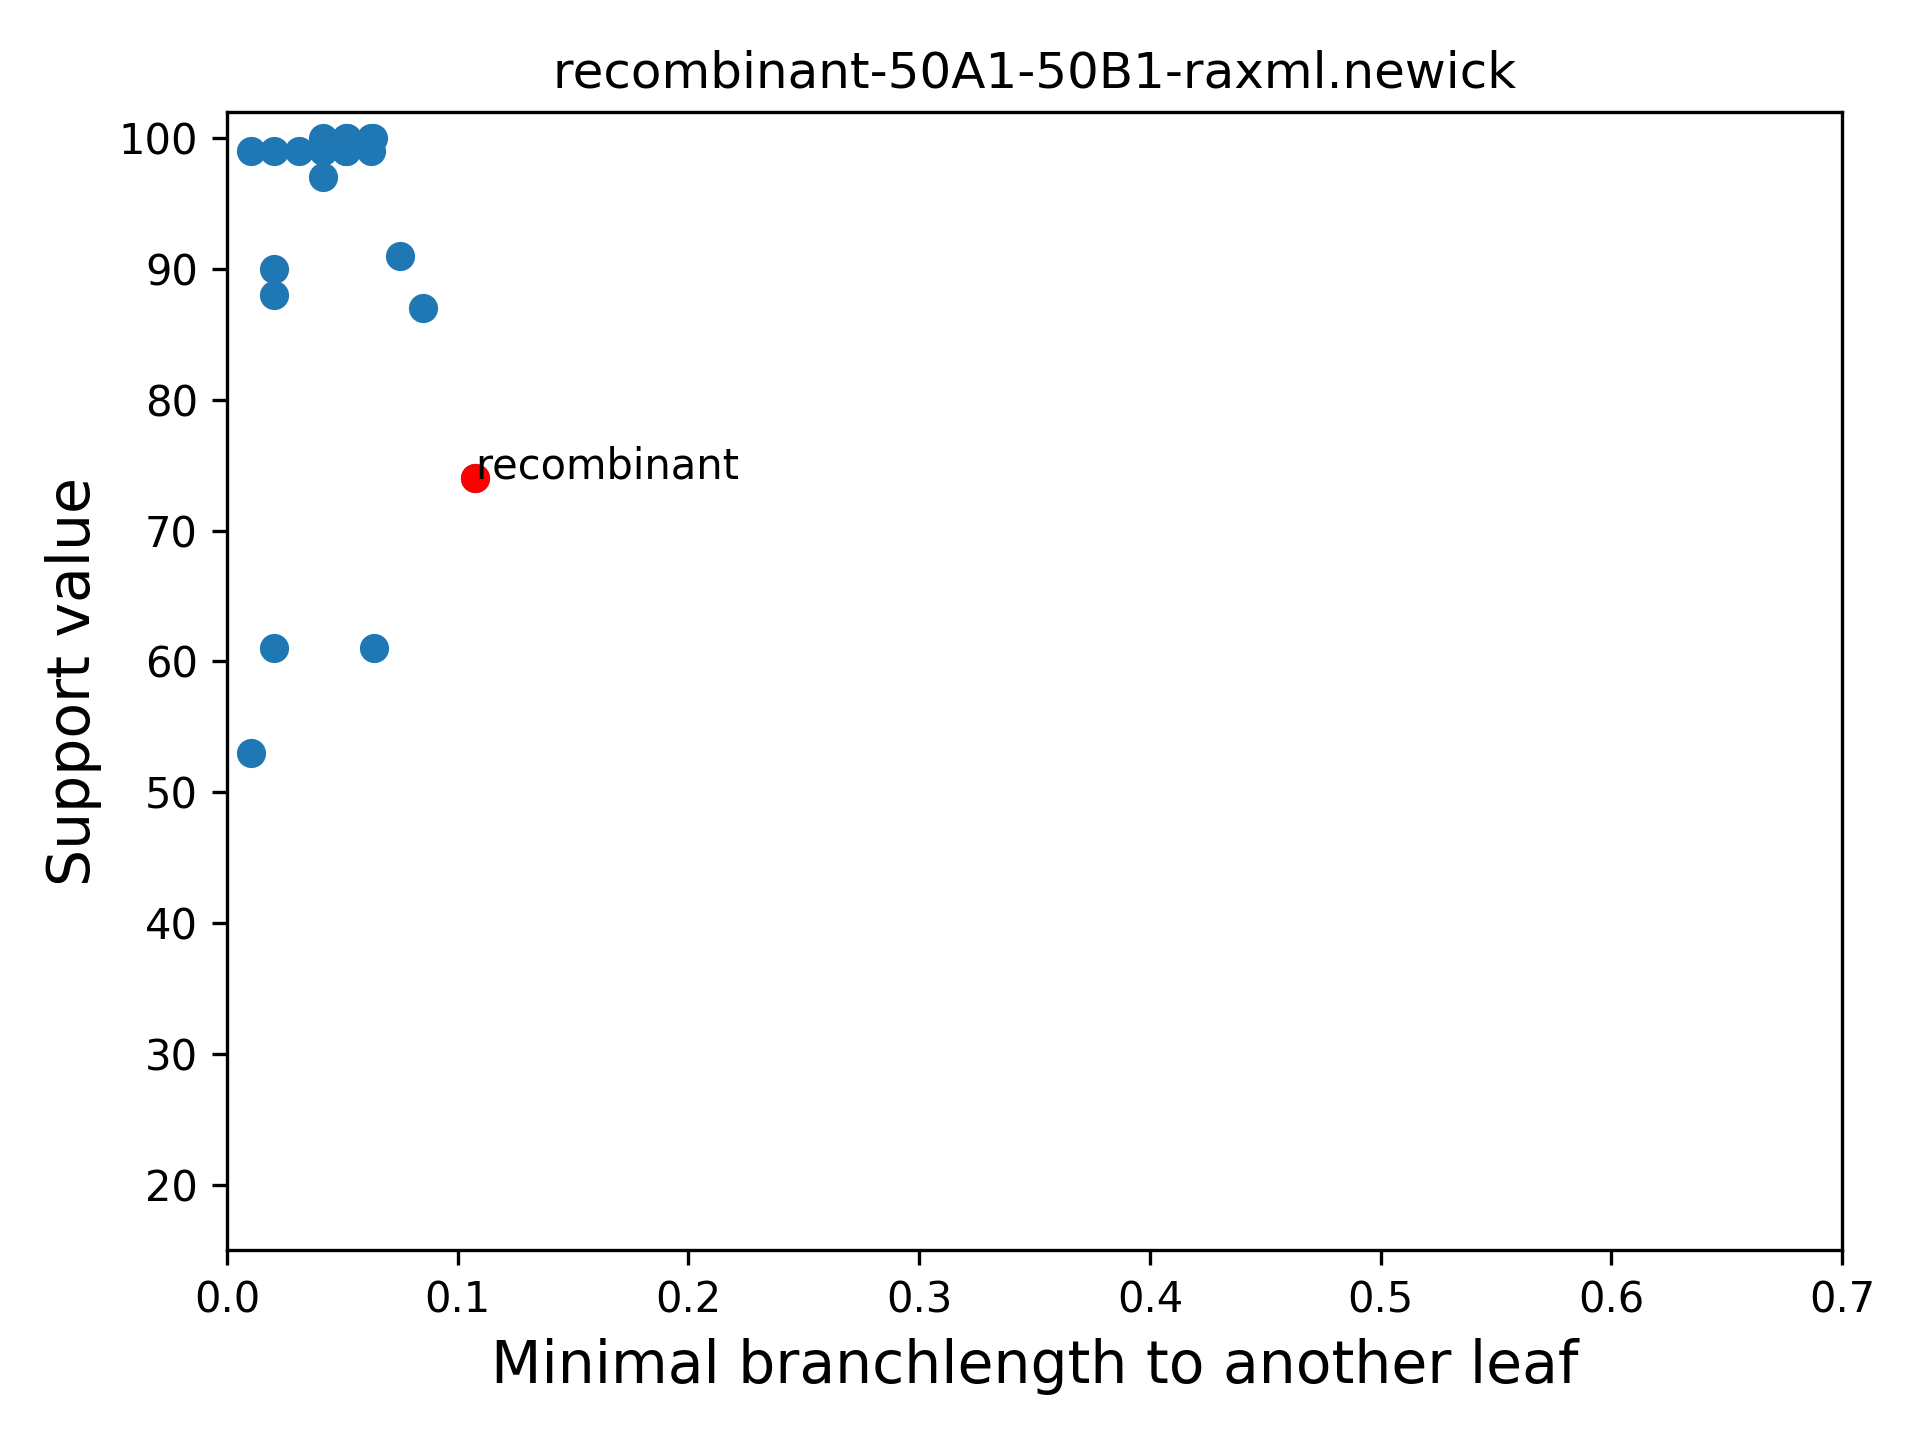 recombinant-50A1-50B1-raxml.newick
100
90
80
recombinant
70
60
50
40
30
20
Support value
0.0 0.1 0.2 0.3 0.4 0.5 0.6 0.7
Minimal branchlength to another leaf